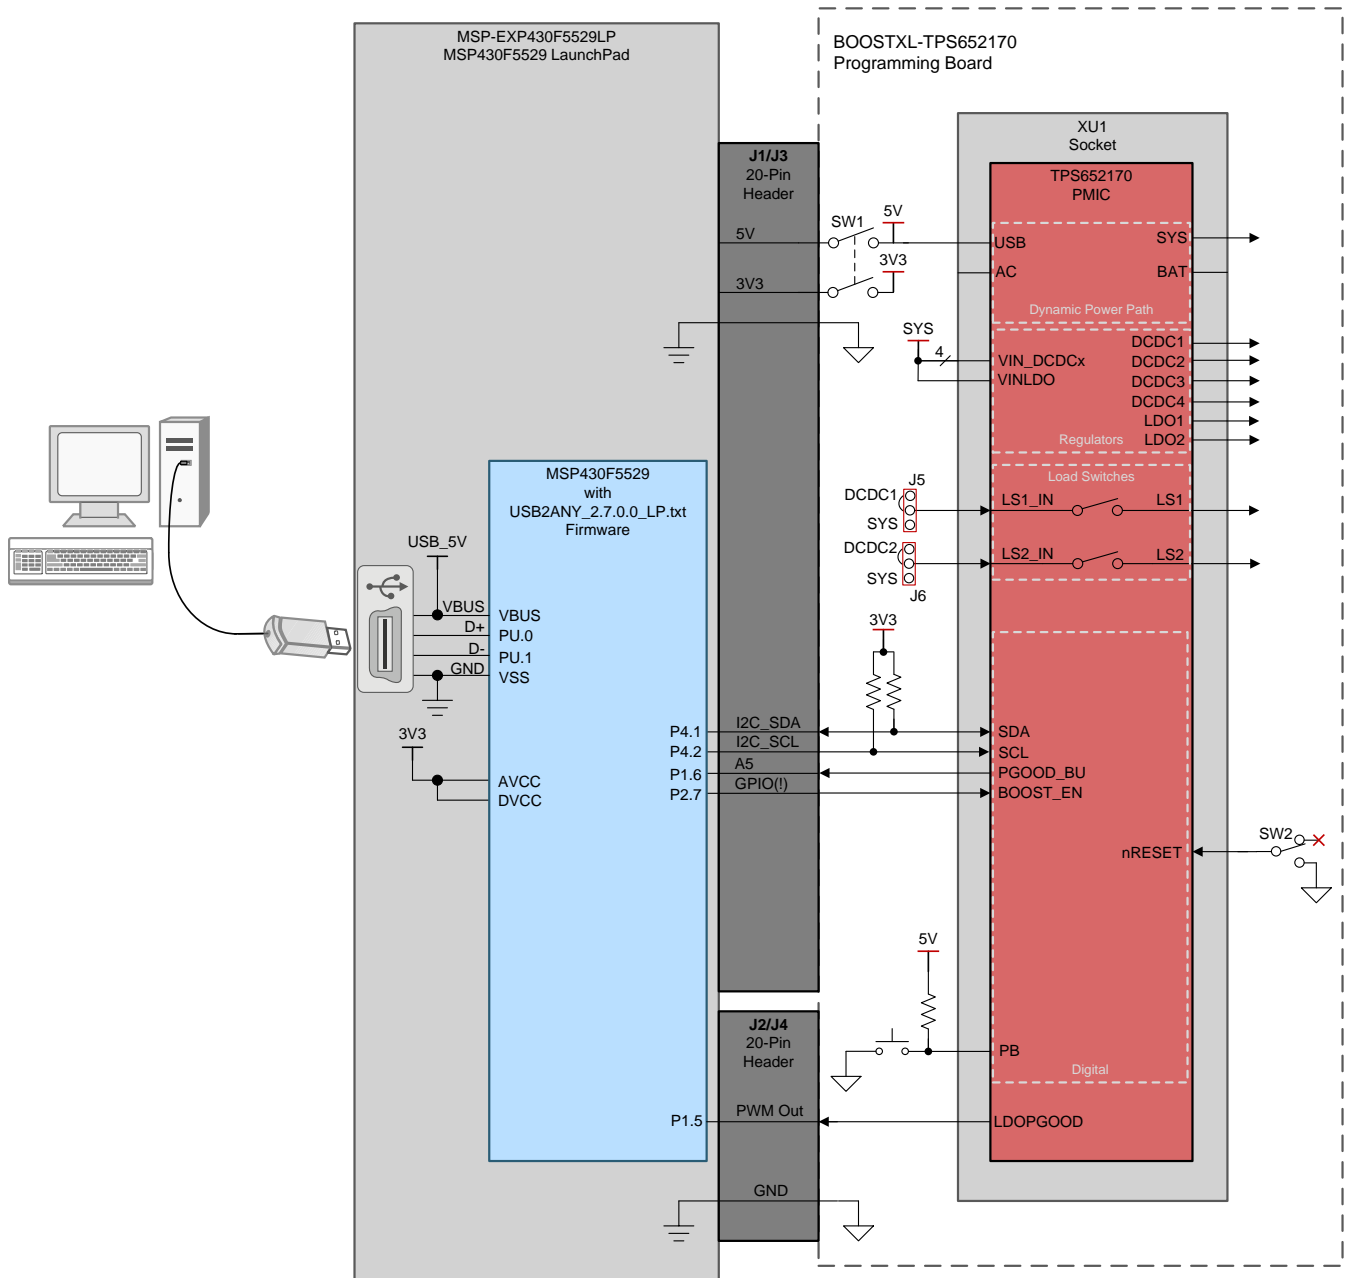 MSP-EXP430F5529LP
MSP430F5529 LaunchPad
BOOSTXL-TPS652170
Programming Board
XU1
Socket
J1/J3
20-Pin
Header
TPS652170
PMIC
5V
SW1
5V
USB
SYS
3V3
3V3
AC
BAT
Dynamic Power Path
SYS
4
VIN_DCDCx
VINLDO
DCDC1
DCDC2
DCDC3
DCDC4
LDO1
LDO2
Regulators
Load Switches
J5
DCDC1
SYS
LS1_IN
LS1
DCDC2
SYS
J6
LS2_IN
LS2
MSP430F5529
with
USB2ANY_2.7.0.0_LP.txt
Firmware
USB_5V
VBUS
D+
D-
GND
VBUS
PU.0
PU.1
VSS
3V3
AVCC
DVCC
3V3
P4.1
I2C_SDA
SDA
P4.2
I2C_SCL
SCL
P1.6
A5
PGOOD_BU
P2.7
GPIO(!)
BOOST_EN
nRESET
SW2
5V
PB
Digital
J2/J4
20-Pin
Header
P1.5
PWM Out
LDOPGOOD
GND